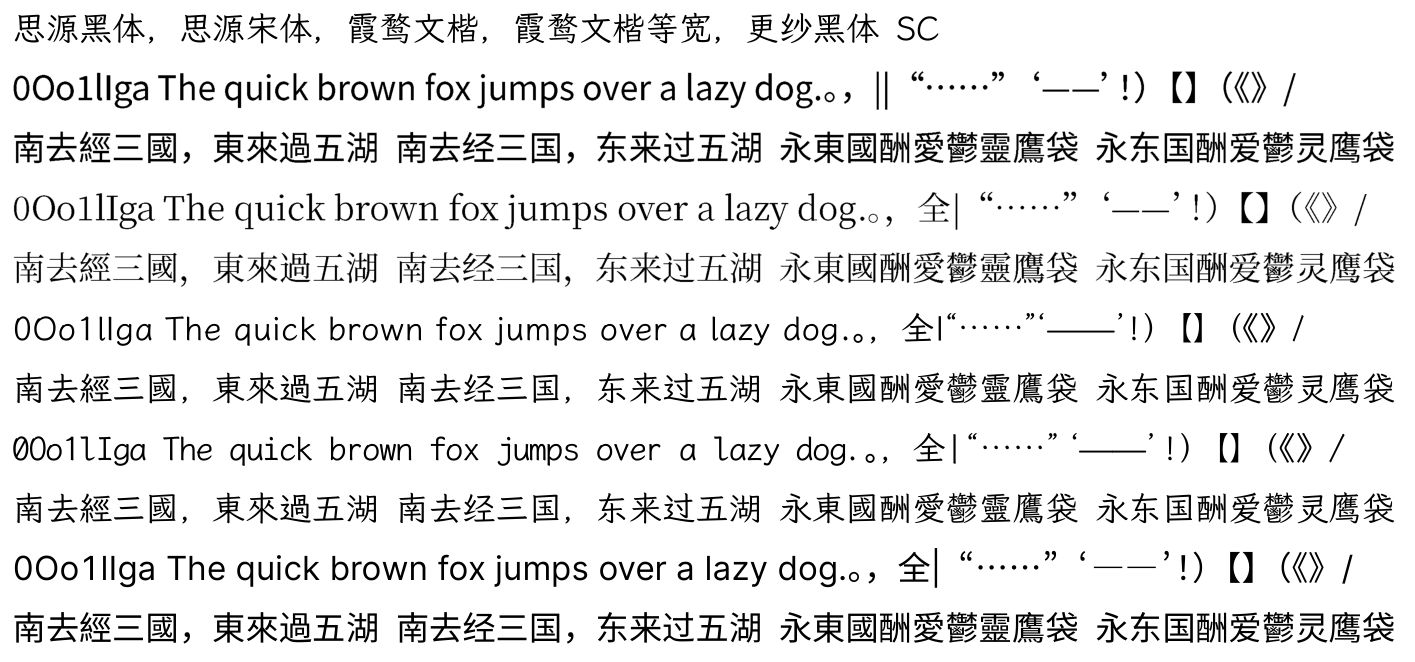 思源黑体，思源宋体，霞鹜文楷，霞鹜文楷等宽，更纱黑体 SC
0Oo1lIga The quick brown fox jumps over a lazy dog.。，‖“……”‘——’!）【】（《》/
南去經三國，東來過五湖 南去经三国，东来过五湖 永東國酬愛鬱靈鷹袋 永东国酬爱鬱灵鹰袋
0Oo1lIga The quick brown fox jumps over a lazy dog.。，全|“……”‘——’!）【】（《》/
南去經三國，東來過五湖 南去经三国，东来过五湖 永東國酬愛鬱靈鷹袋 永东国酬爱鬱灵鹰袋
0Oo1lIga The quick brown fox jumps over a lazy dog.。，全|“……”‘——’!）【】（《》/
南去經三國，東來過五湖 南去经三国，东来过五湖 永東國酬愛鬱靈鷹袋 永东国酬爱鬱灵鹰袋
0Oo1lIga The quick brown fox jumps over a lazy dog.。，全|“……”‘——’!）【】（《》/
南去經三國，東來過五湖 南去经三国，东来过五湖 永東國酬愛鬱靈鷹袋 永东国酬爱鬱灵鹰袋
0Oo1lIga The quick brown fox jumps over a lazy dog.。，全|“……”‘——’!）【】（《》/
南去經三國，東來過五湖 南去经三国，东来过五湖 永東國酬愛鬱靈鷹袋 永东国酬爱鬱灵鹰袋